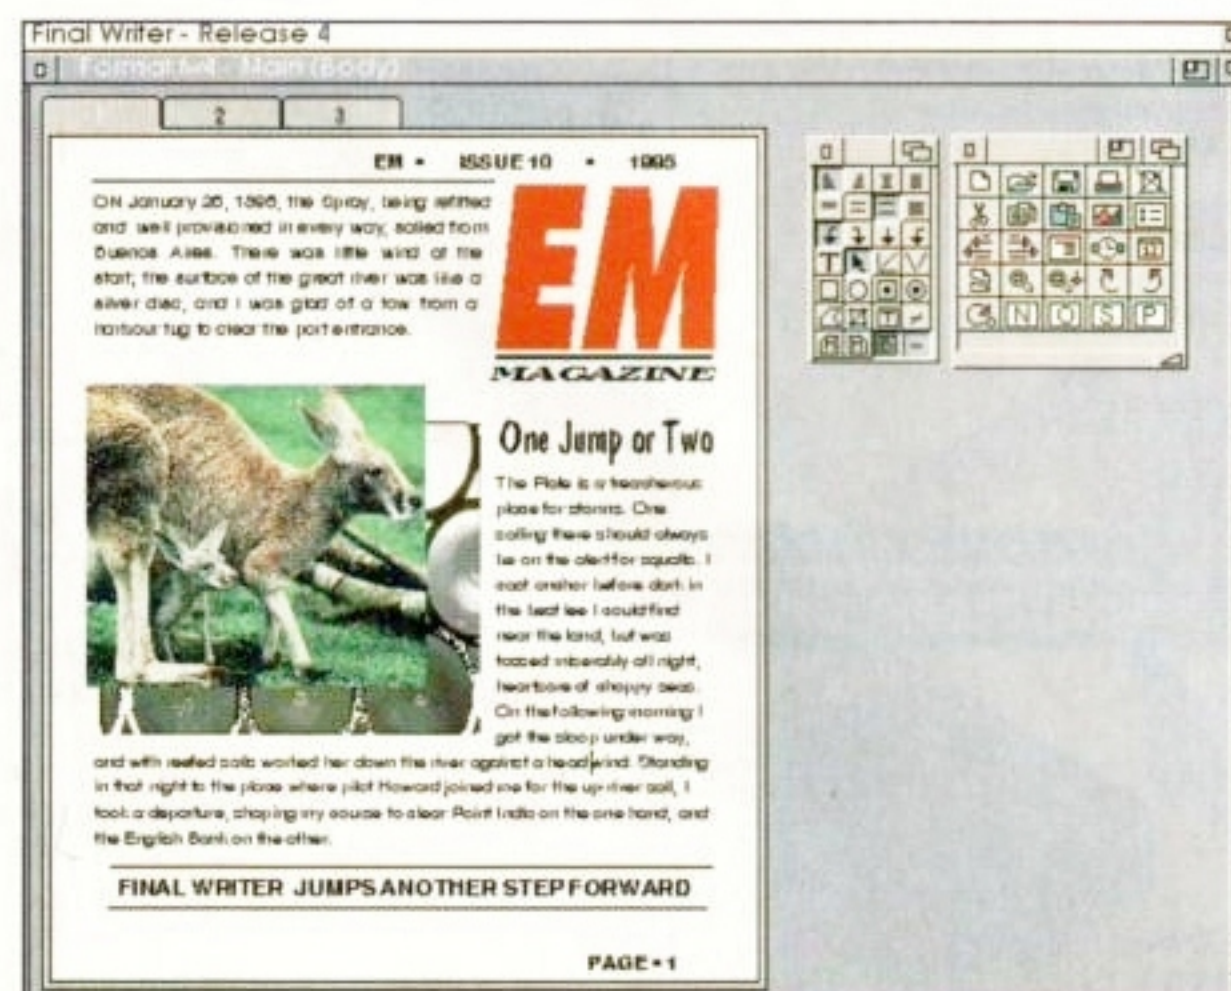 Final Writer - Release 4
Main (Body)
2
3
EM • ISSUE 10 • 1995
ON January 26, 1896, the Spray, being refitted
and well provisioned in every way, sailed from
Buenos Aires. There was little wind at the
start; the surface of the great river was like a
silver disc, and I was glad of a tow from a
harbour tug to clear the port entrance.
EM
MAGAZINE
One Jump or Two
The Plate is a treacherous
place for storms. One
sailing there should always
be on the alert for squalls. I
cast anchor before dark in
the best lee I could find
near the land, but was
tossed miserably all night,
heartsore of choppy seas.
On the following morning I
got the sloop under way,
and with reefed sails worked her down the river against a head wind. Standing
in that night to the place where pilot Howard joined me for the up-river sail, I
took a departure, shaping my course to clear Point Indio on the one hand, and
the English Bank on the other.
FINAL WRITER JUMPS ANOTHER STEP FORWARD
PAGE • 1
T
N O S P